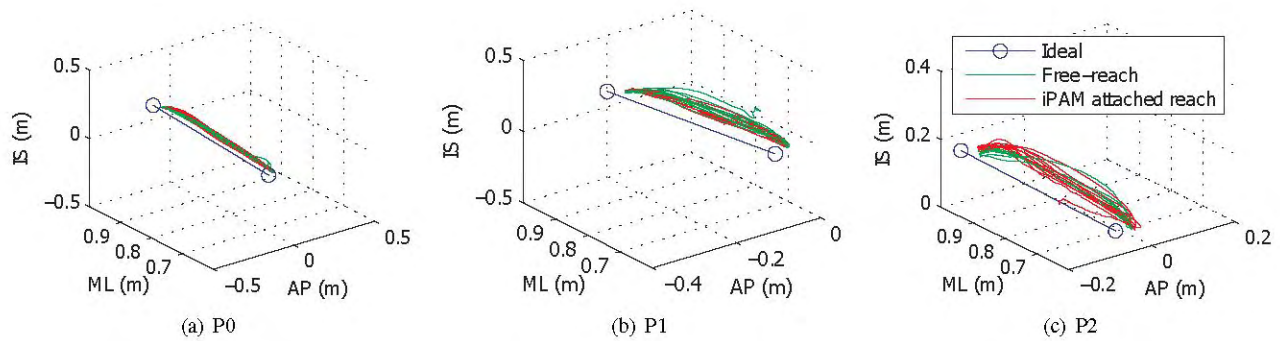 0.5
0
−0.5
IS (m)
0.9
0.8
0.7
ML (m)
−0.5
0
0.5
AP (m)
(a) P0
0.5
0
−0.5
IS (m)
0.9
0.8
0.7
ML (m)
−0.4
−0.2
0
AP (m)
(b) P1
Ideal
Free−reach
iPAM attached reach
0.4
0.2
0
IS (m)
0.9
0.8
0.7
ML (m)
−0.2
0
0.2
AP (m)
(c) P2